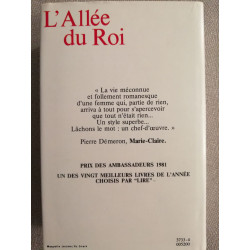 L'Allée
du Roi
« La vie méconnue
et follement romanesque
d'une femme qui, partie de rien,
arriva à tout pour s'apercevoir
que tout n'était rien...
Un style superbe...
Lâchons le mot : un chef-d'œuvre. »
Pierre Démeron, Marie-Claire.
PRIX DES AMBASSADEURS 1981
UN DES VINGT MEILLEURS LIVRES DE L'ANNÉE
CHOISIS PAR "LIRE"